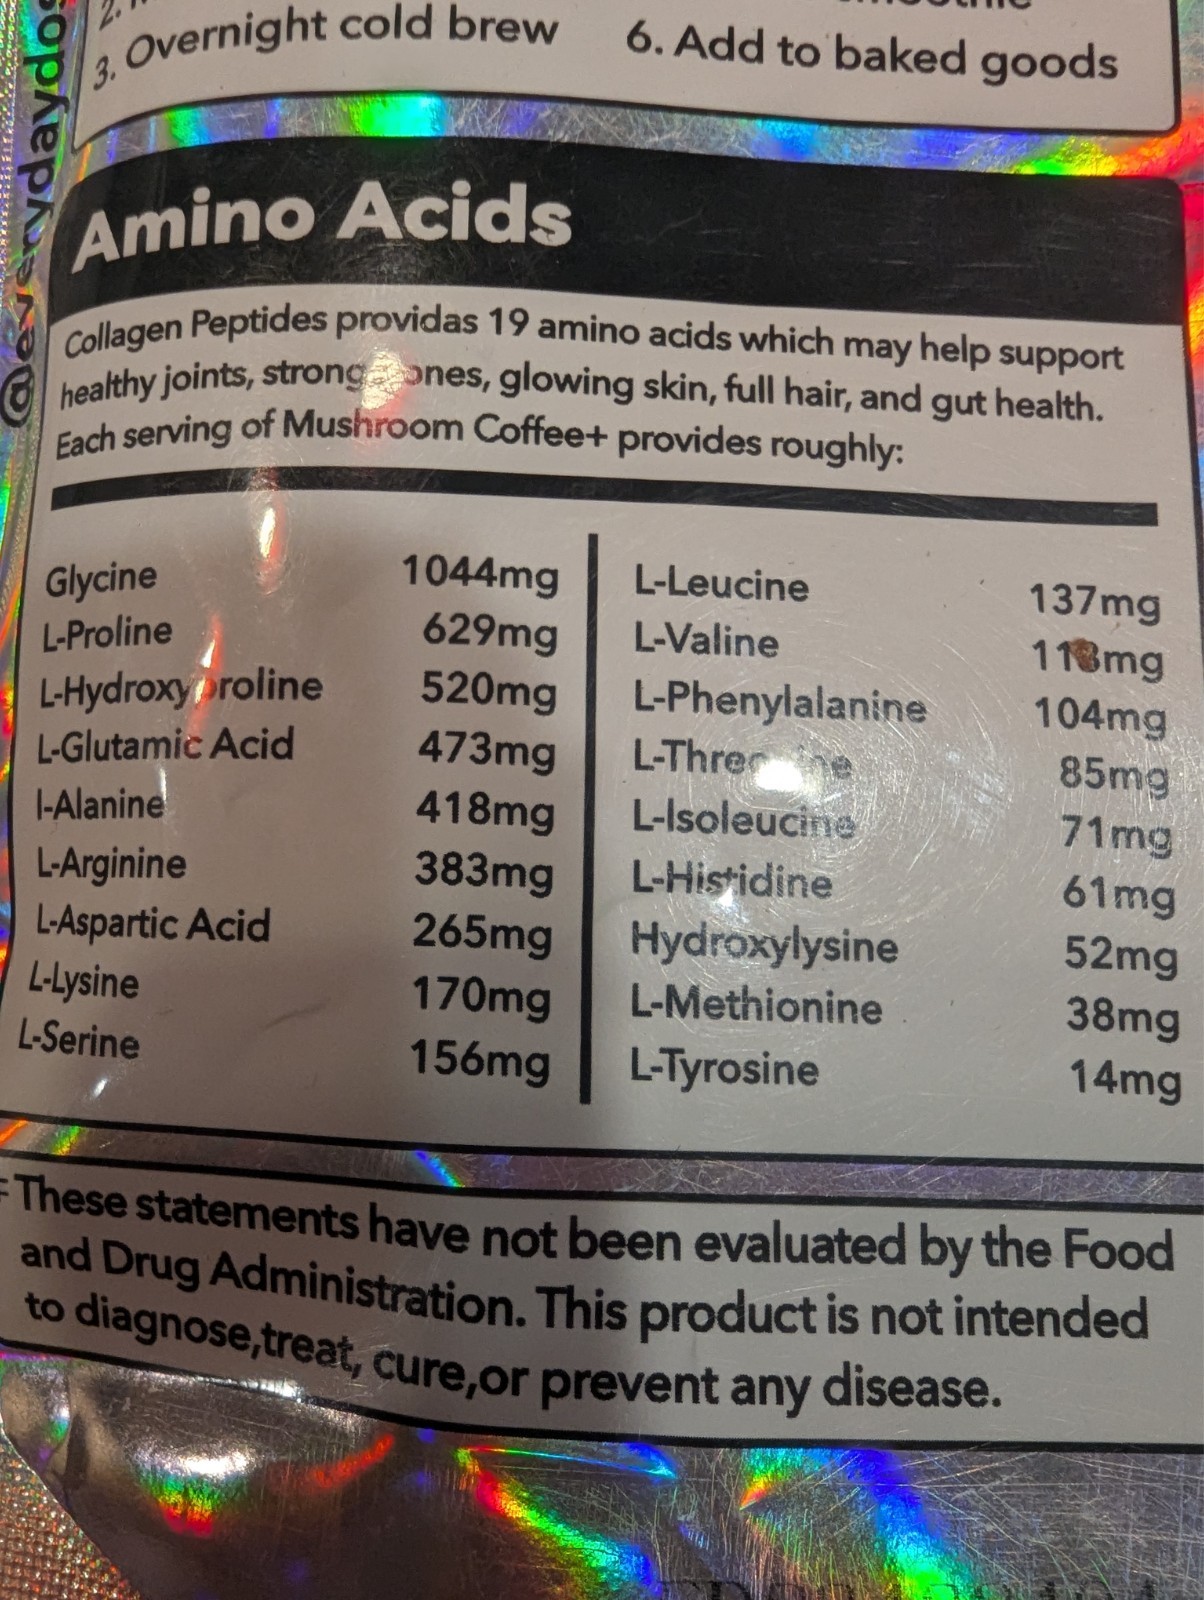 3. Overnight cold brew
6. Add to baked goods
Amino Acids
Collagen Peptides providas 19 amino acids which may help support
healthy joints, glowing skin, full hair, and gut health.
Each serving of Mushroom Coffee+ provides roughly:
Glycine 1044mg
L-Proline 629mg
L-Hydroxyproline 520mg
L-Glutamic Acid 473mg
l-Alanine 418mg
L-Arginine 383mg
L-Aspartic Acid 265mg
L-Lysine 170mg
L-Serine 156mg
L-Leucine 137mg
L-Valine
L-Phenylalanine 104mg
L-Threonine 85mg
L-Isoleucine 71mg
L-Histidine 61mg
Hydroxylysine 52mg
L-Methionine 38mg
L-Tyrosine 14mg
These statements have not been evaluated by the Food
and Drug Administration. This product is not intended
to diagnose,treat, cure,or prevent any disease.